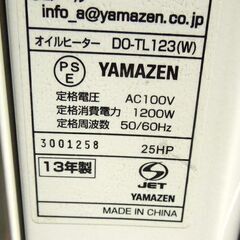 info_a@yamazen.co.jp
オイルヒーター DO-TL123(W)
PSE YAMAZEN
定格電圧 AC100V
定格消費電力 1200W
定格周波数 50/60Hz
3001258 25HP
13年製 JET
YAMAZEN
MADE IN CHINA